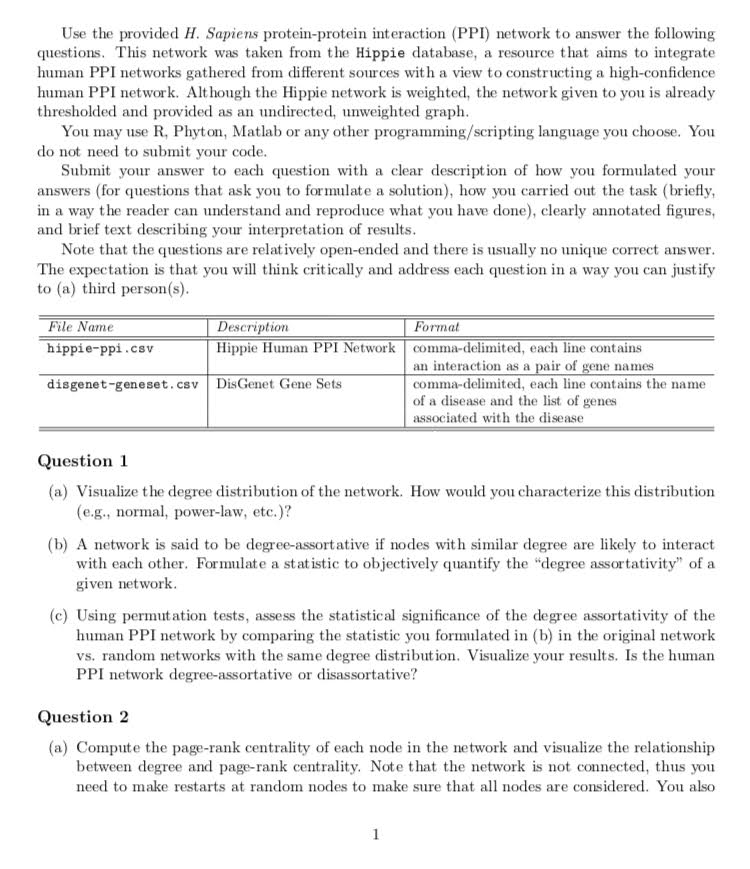 Use the provided H. Sapiens protein-protein interaction (PPI) network to answer the following
questions. This network was taken from the Hippie database, a resource that aims to integrate
human PPI networks gathered from different sources with a view to constructing a high-confidence
human PPI network. Although the Hippie network is weighted, the network given to you is already
thresholded and provided as an undirected, unweighted graph.
You may use R, Phyton, Matlab or any other programming/scripting language you choose. You
do not need to submit your code.
Submit your answer to each question with a clear description of how you formulated your
answers (for questions that ask you to formulate a solution), how you carried out the task (briefly,
in a way the reader can understand and reproduce what you have done), clearly annotated figures,
and brief text describing your interpretation of results.
Note that the questions are relatively open-ended and there is usually no unique correct answer.
The expectation is that you will think critically and address each question in a way you can justify
to (a) third person(s).
File Name Description Format
hippie-ppi.csv Hippie Human PPI Network comma-delimited, each line contains
an interaction as a pair of gene names
disgenet-geneset.csv DisGenet Gene Sets comma-delimited, each line contains the name
of a disease and the list of genes
associated with the disease
Question 1
(a) Visualize the degree distribution of the network. How would you characterize this distribution
(e.g., normal, power-law, etc.)?
(b) A network is said to be degree-assortative if nodes with similar degree are likely to interact
with each other. Formulate a statistic to objectively quantify the "degree assortativity" of a
given network.
(c) Using permutation tests, assess the statistical significance of the degree assortativity of the
human PPI network by comparing the statistic you formulated in (b) in the original network
vs. random networks with the same degree distribution. Visualize your results. Is the human
PPI network degree-assortative or disassortative?
Question 2
(a) Compute the page-rank centrality of each node in the network and visualize the relationship
between degree and page-rank centrality. Note that the network is not connected, thus you
need to make restarts at random nodes to make sure that all nodes are considered. You also
1